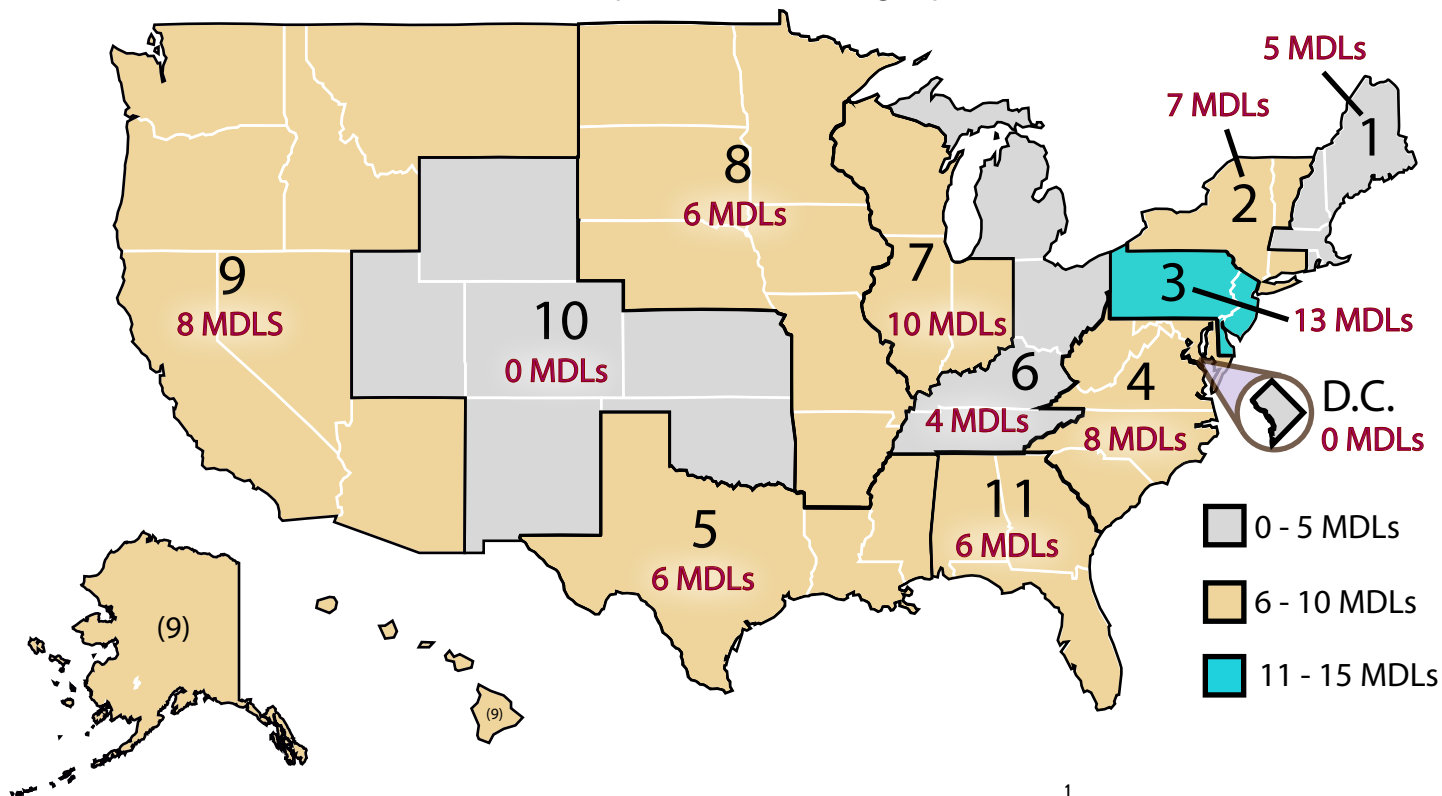 5 MDLs
7 MDLs
1
8
6 MDLs
2
9
8 MDLS
7
10 MDLs
3
13 MDLs
10
0 MDLs
6
4 MDLs
4
8 MDLs
D.C.
0 MDLs
11
6 MDLs
5
6 MDLs
0 - 5 MDLs
6 - 10 MDLs
11 - 15 MDLs
(9)
(9)
1